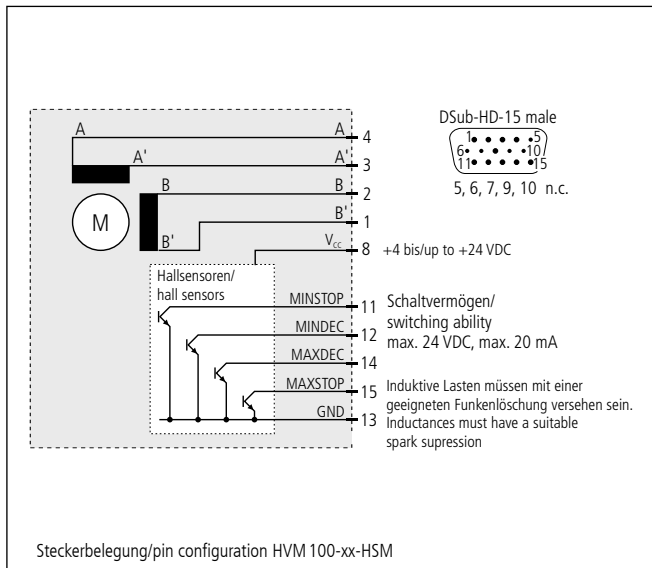 A A 4
A' A' 3
B B 2
B' 1
B'
M
V_cc 8 +4 bis/up to +24 VDC
DSub-HD-15 male
1 5
6 10
11 15
5, 6, 7, 9, 10 n.c.
Hallsensoren/
hall sensors
MINSTOP 11
MINDEC 12
MAXDEC 14
MAXSTOP 15
GND 13
Schaltvermögen/
switching ability
max. 24 VDC, max. 20 mA
Induktive Lasten müssen mit einer
geeigneten Funkenlöschung versehen sein.
Inductances must have a suitable
spark supression
Steckerbelegung/pin configuration HVM 100-xx-HSM